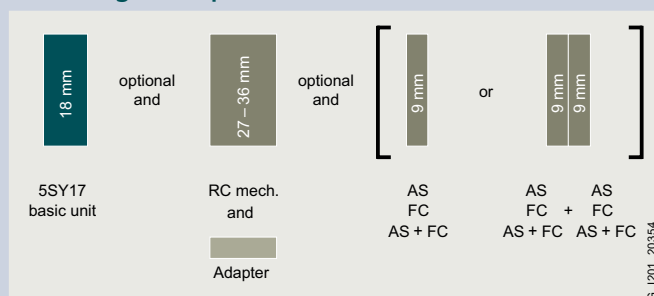 18 mm
optional
and
27 – 36 mm
optional
and
9 mm
or
9 mm
9 mm
5SY17
basic unit
RC mech.
and
Adapter
AS
FC
AS + FC
AS AS
FC + FC
AS + FC AS + FC